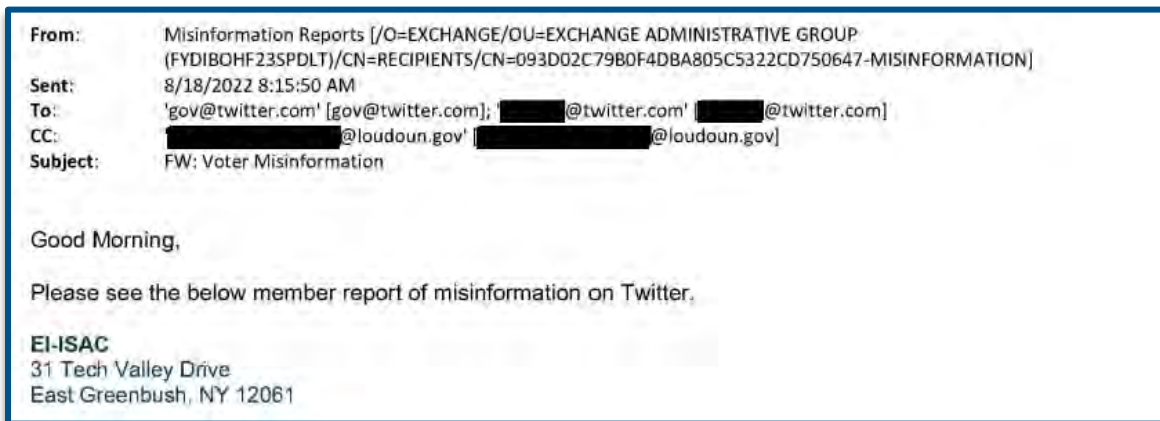 From: Misinformation Reports [/O=EXCHANGE/OU=EXCHANGE ADMINISTRATIVE GROUP
(FYDIBOHF23SPDLT)/CN=RECIPIENTS/CN=093D02C79B0F4DBA805C5322CD750647-MISINFORMATION]
Sent: 8/18/2022 8:15:50 AM
To: 'gov@twitter.com' [gov@twitter.com]; ' @twitter.com' [ @twitter.com]
CC: ' @loudoun.gov' [ @loudoun.gov]
Subject: FW: Voter Misinformation
Good Morning,
Please see the below member report of misinformation on Twitter.
EI-ISAC
31 Tech Valley Drive
East Greenbush, NY 12061